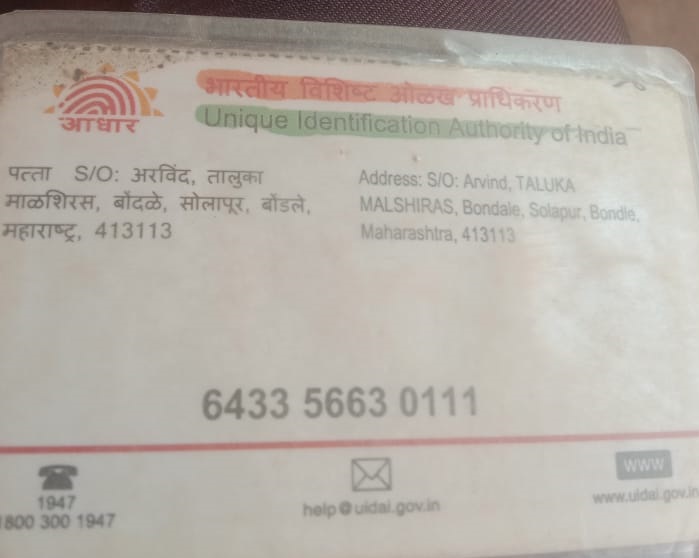 आधार
भारतीय विशिष्ट ओळख प्राधिकरण
Unique Identification Authority of India
पत्ता S/O: अरविंद, तालुका
माळशिरस, बोंदळे, सोलापूर, बोंडले,
महाराष्ट्र, 413113
Address: S/O: Arvind, TALUKA
MALSHIRAS, Bondale, Solapur, Bondle,
Maharashtra, 413113
6433 5663 0111
1947
1800 300 1947
help@uidai.gov.in
www
www.uidai.gov.in